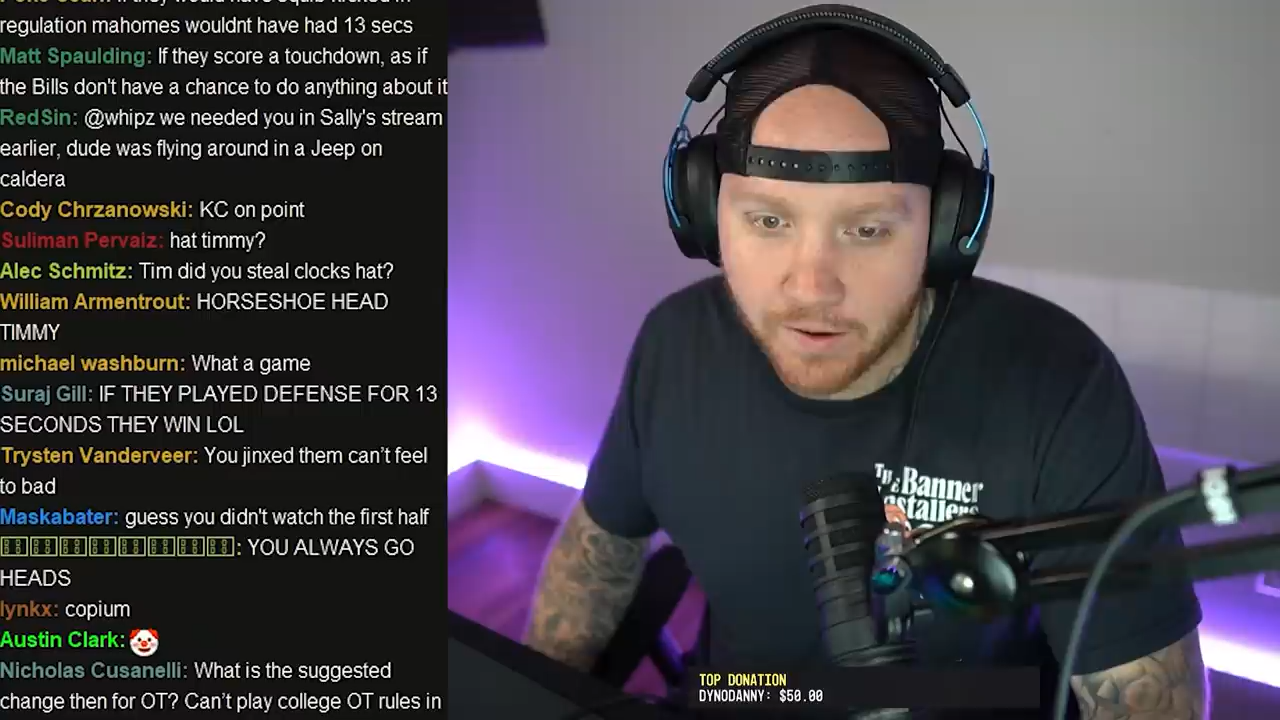 regulation mahomes wouldnt have had 13 secs
Matt Spaulding: If they score a touchdown, as if
the Bills don't have a chance to do anything about it
RedSin: @whipz we needed you in Sally's stream
earlier, dude was flying around in a Jeep on
caldera
Cody Chrzanowski: KC on point
Suliman Pervaiz: hat timmy?
Alec Schmitz: Tim did you steal clocks hat?
William Armentrout: HORSESHOE HEAD
TIMMY
michael washburn: What a game
Suraj Gill: IF THEY PLAYED DEFENSE FOR 13
SECONDS THEY WIN LOL
Trysten Vanderveer: You jinxed them can't feel
to bad
Maskabater: guess you didn't watch the first half
: YOU ALWAYS GO
HEADS
lynkx: copium
Austin Clark: 🤡
Nicholas Cusanelli: What is the suggested
change then for OT? Can't play college OT rules in
THE Banner
Installers
TOP DONATION
DYNODANNY: $50.00